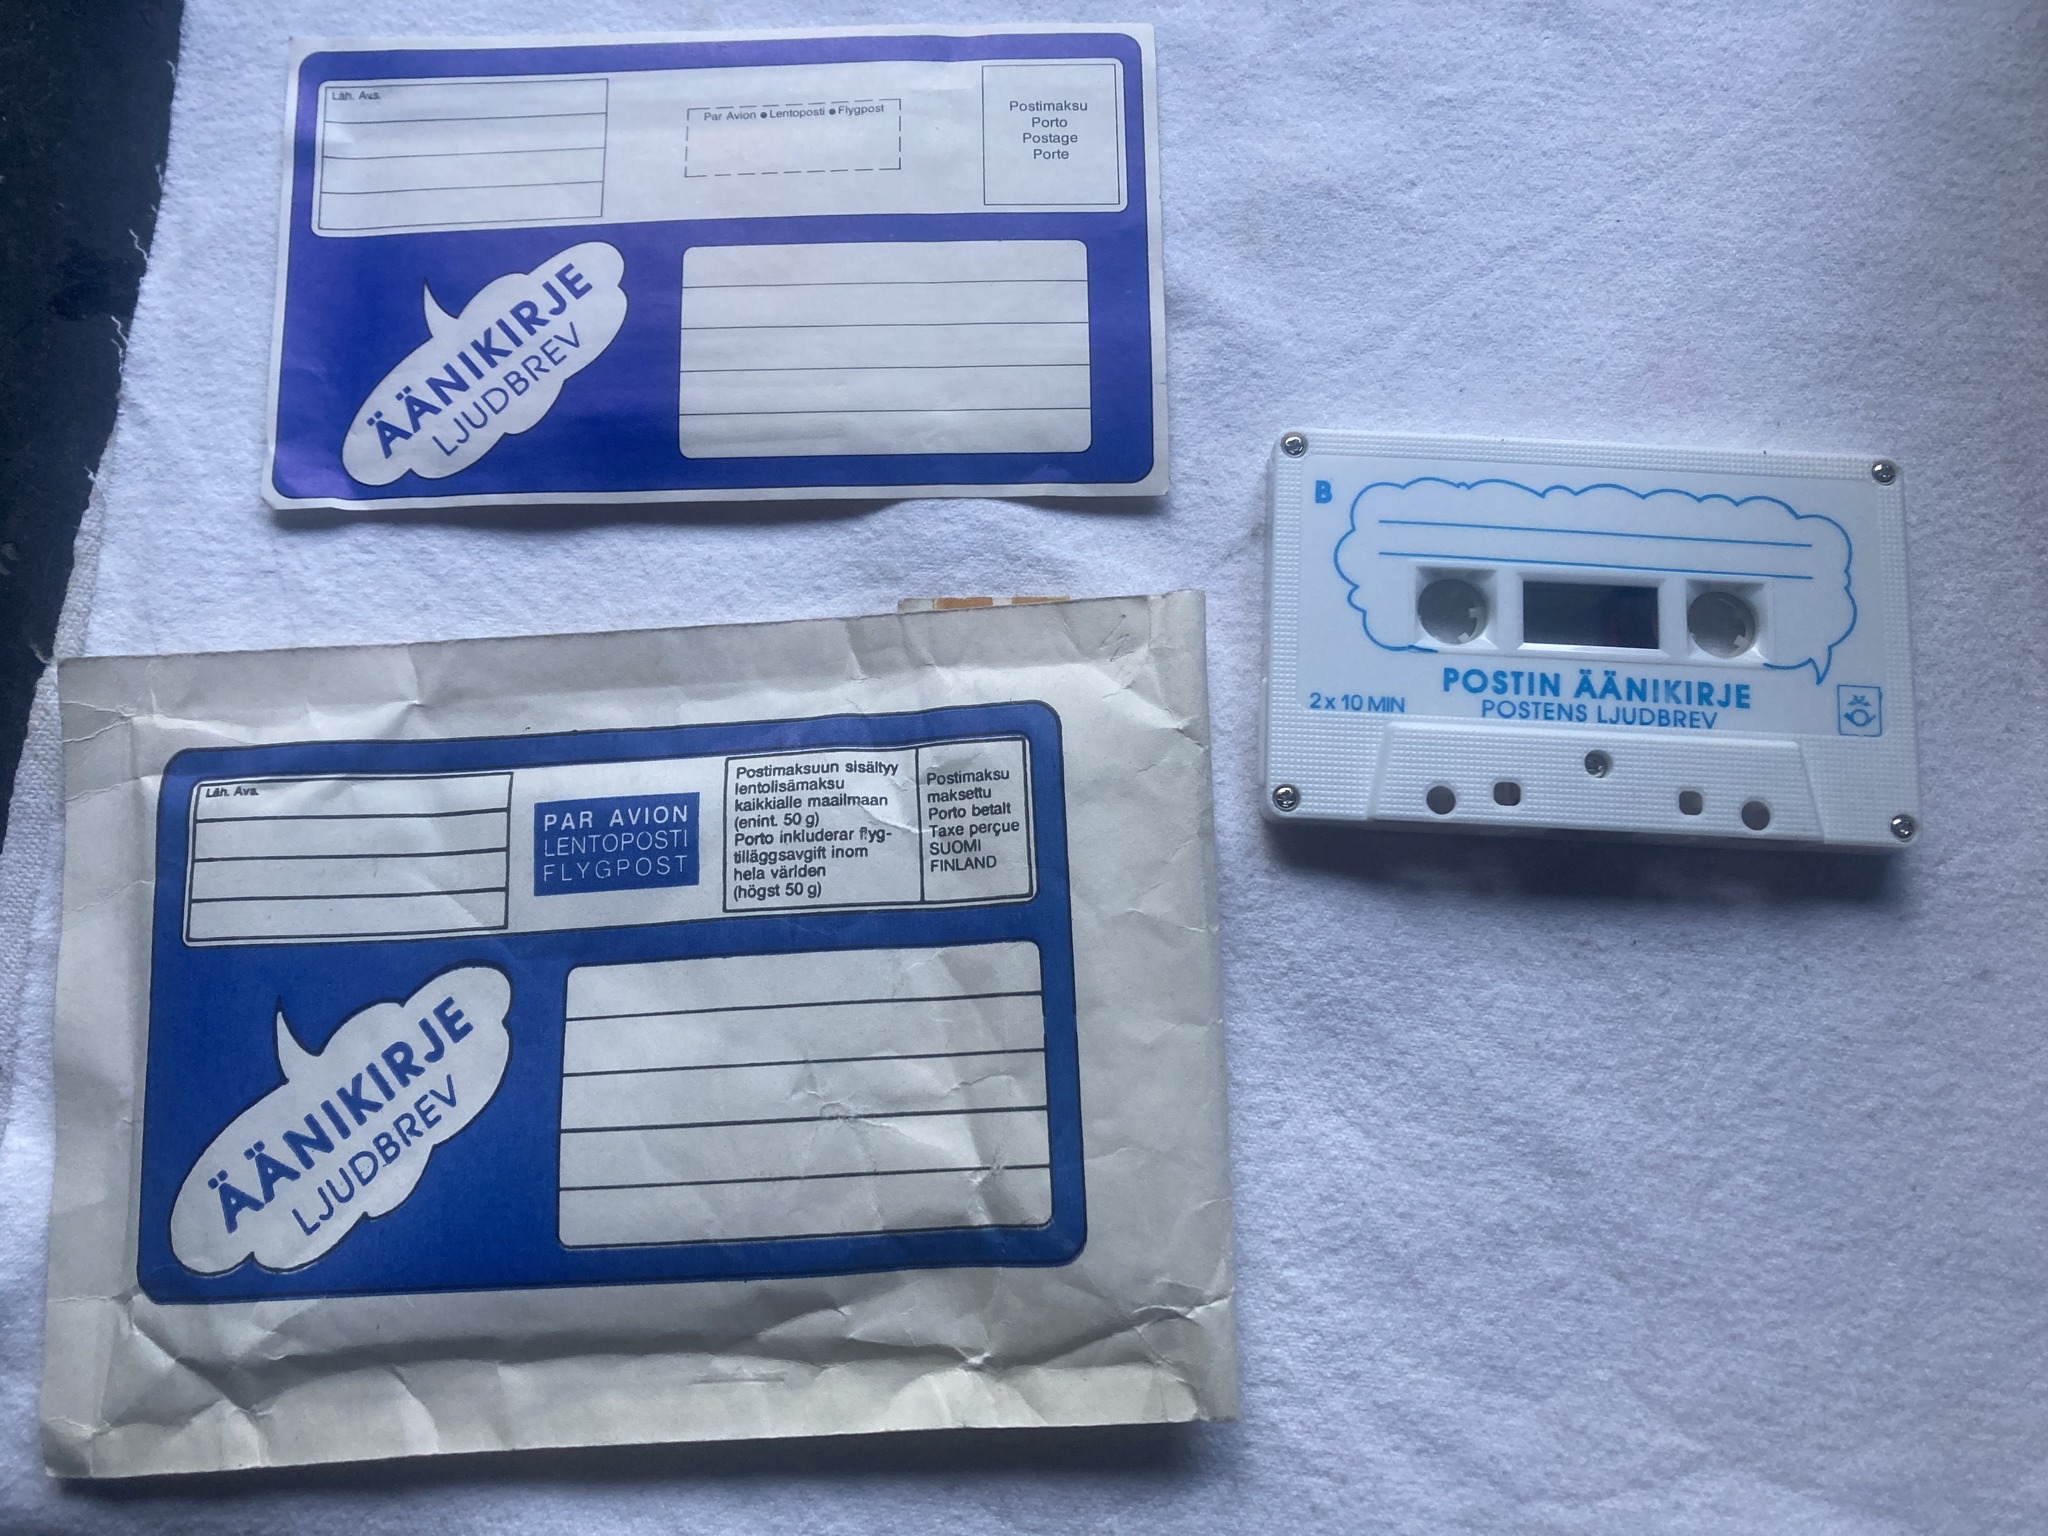 Läh. Avs.
Par Avion ● Lentoposti ● Flygpost
Postimaksu
Porto
Postage
Porte
ÄÄNIKIRJE
LJUDBREV
B
POSTIN ÄÄNIKIRJE
2 x 10 MIN
POSTENS LJUDBREV
Läh. Avs.
PAR AVION
LENTOPOSTI
FLYGPOST
Postimaksuun sisältyy
lentolisämaksu
kaikkialle maailmaan
(enint. 50 g)
Porto inkluderar flyg-
tilläggsavgift inom
hela världen
(högst 50 g)
Postimaksu
maksettu
Porto betalt
Taxe perçue
SUOMI
FINLAND
ÄÄNIKIRJE
LJUDBREV